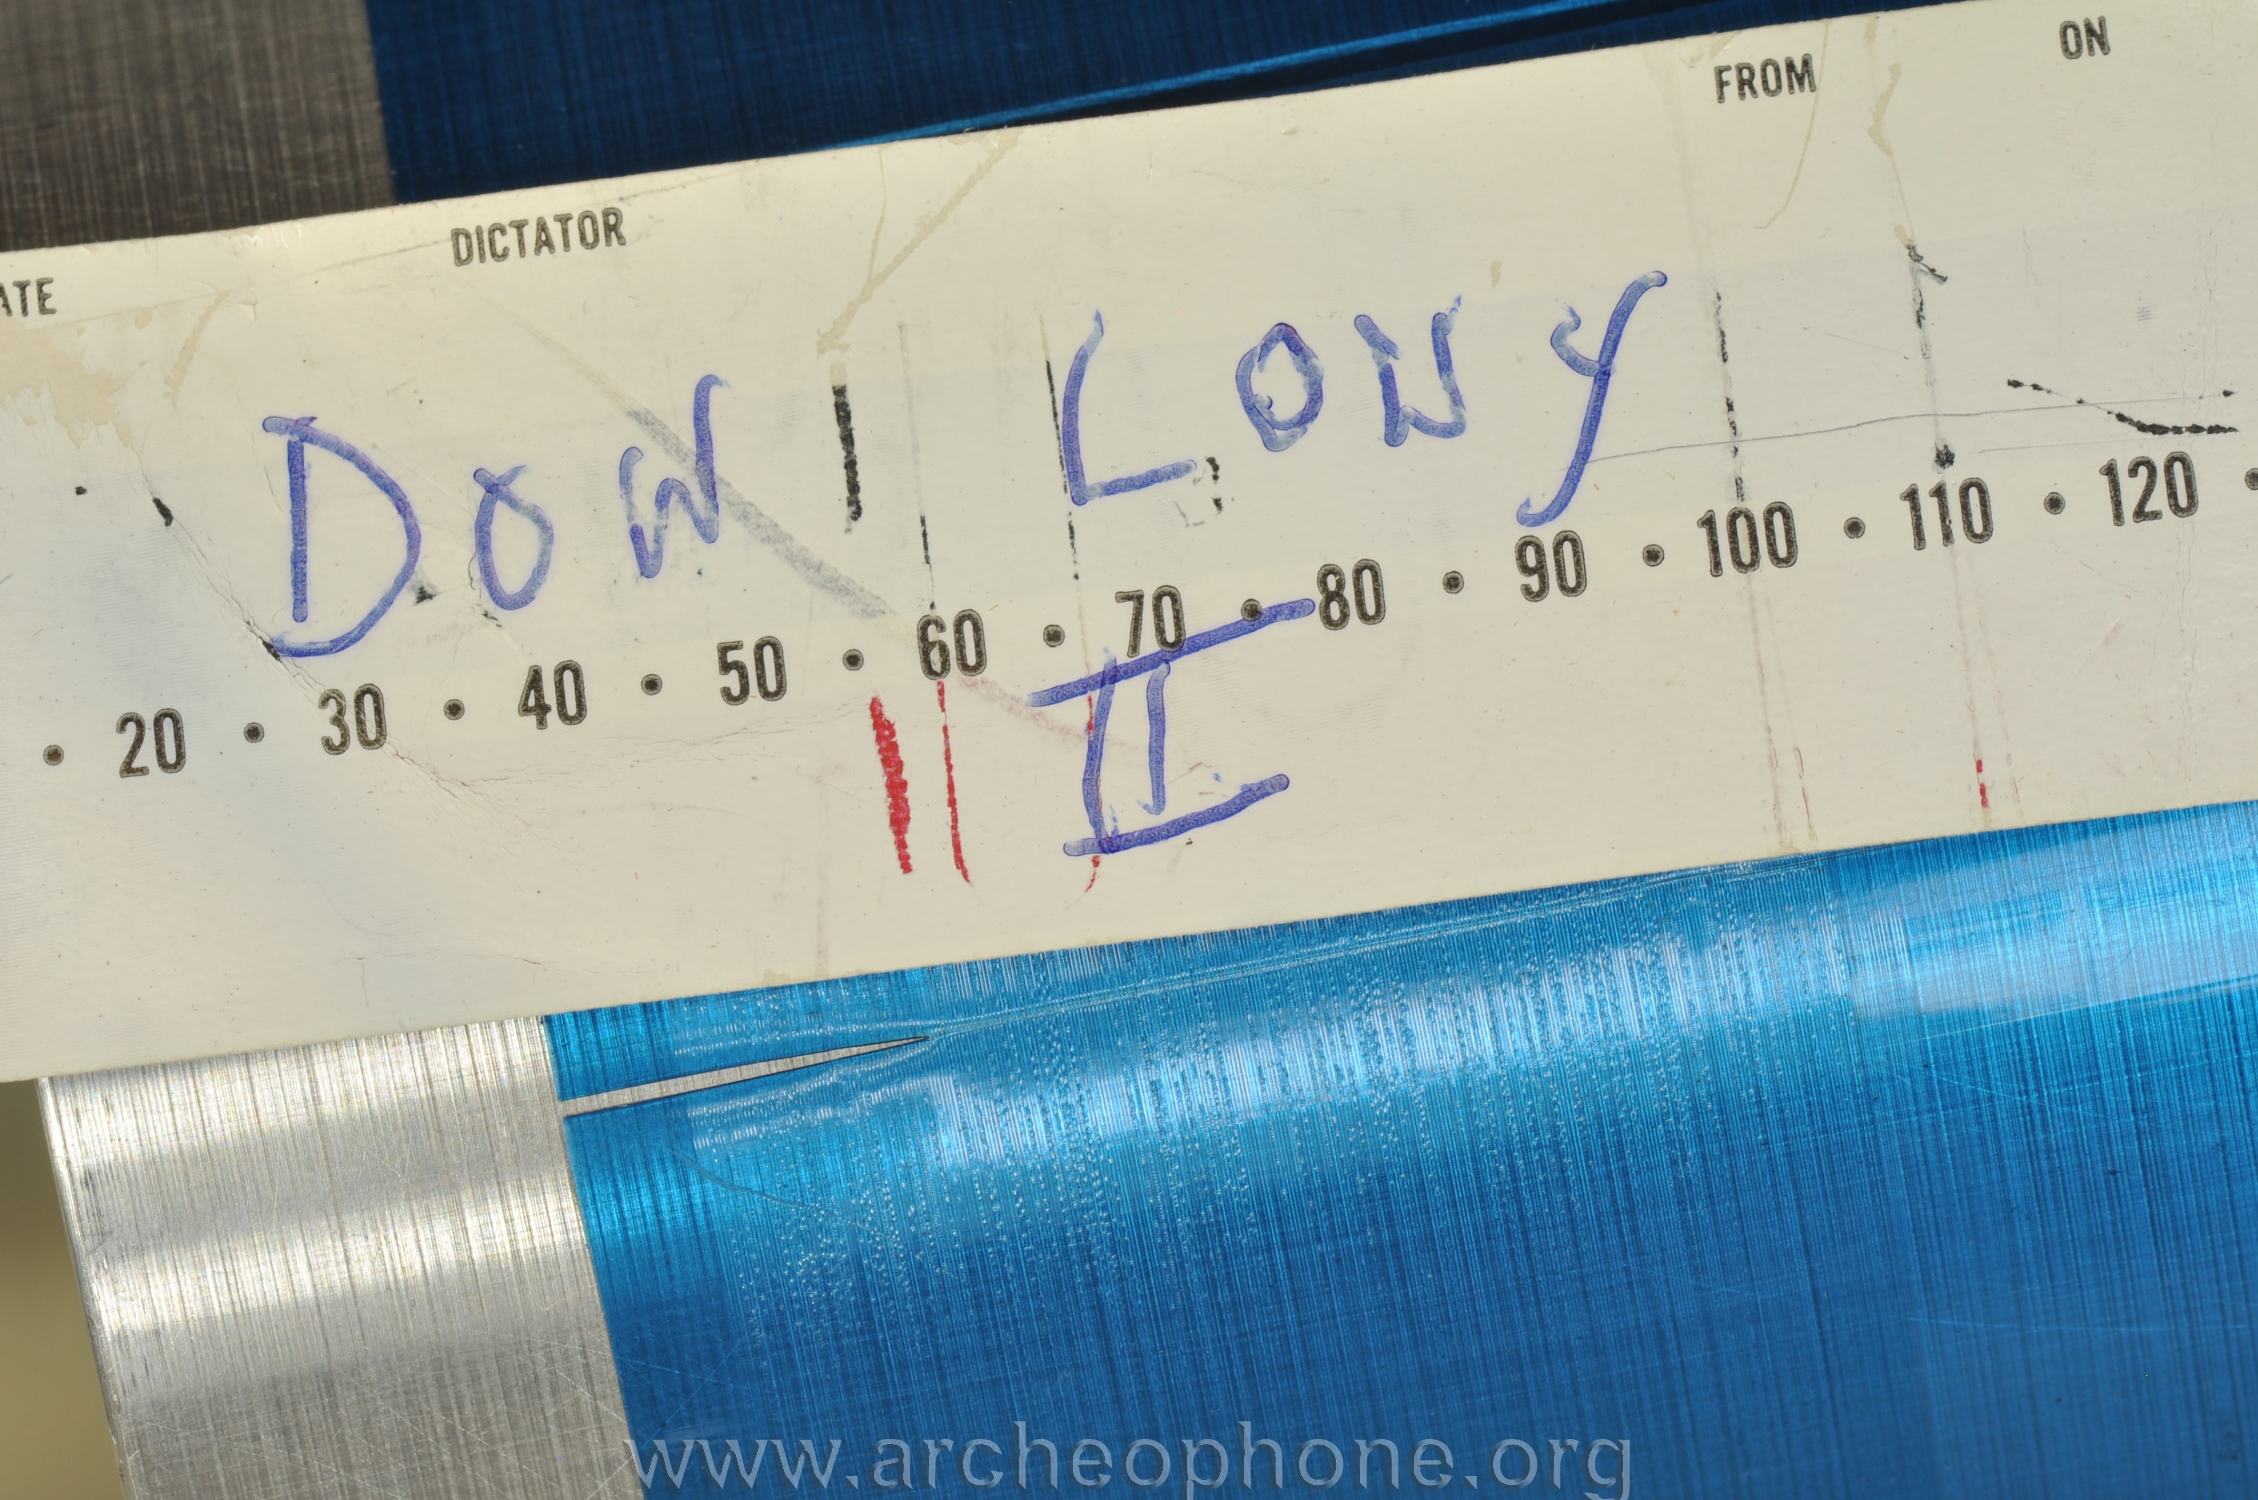 ATE DICTATOR FROM ON
DOW LONY
• 20 • 30 • 40 • 50 • 60 • 70 • 80 • 90 • 100 • 110 • 120 •
II
www.archeophone.org